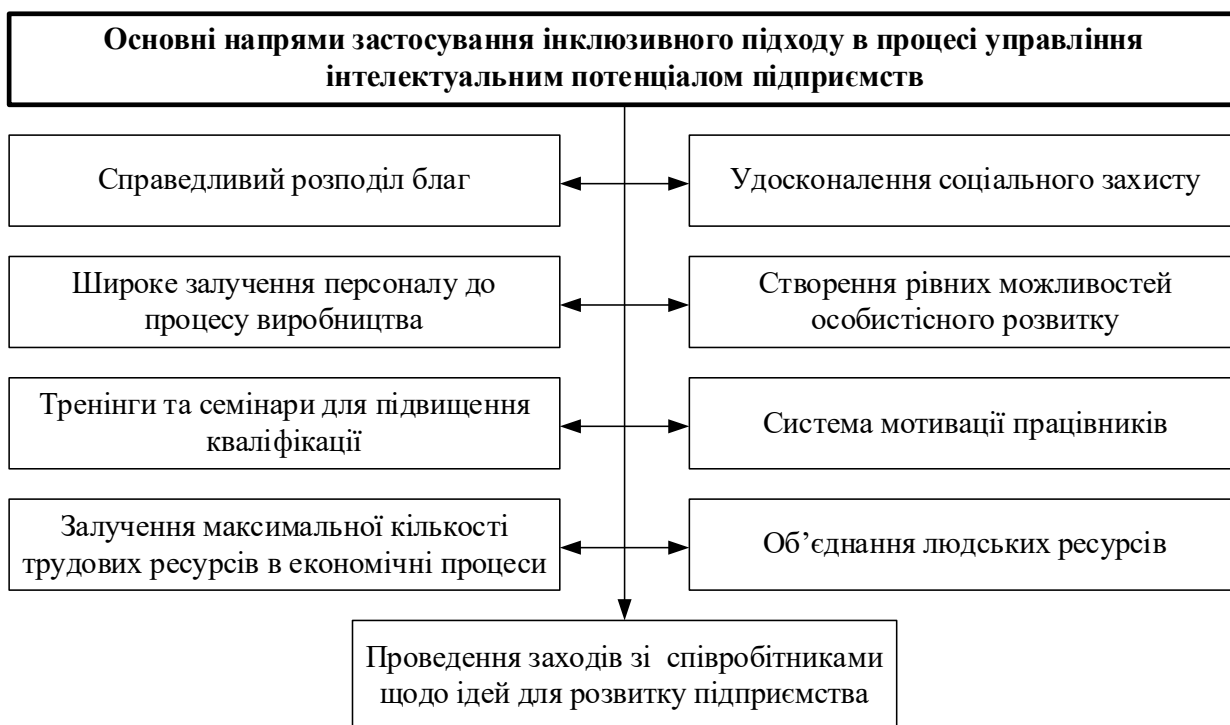 Основні напрями застосування інклюзивного підходу в процесі управління
інтелектуальним потенціалом підприємств
Справедливий розподіл благ
Удосконалення соціального захисту
Широке залучення персоналу до
процесу виробництва
Створення рівних можливостей
особистісного розвитку
Тренінги та семінари для підвищення
кваліфікації
Система мотивації працівників
Залучення максимальної кількості
трудових ресурсів в економічні процеси
Об’єднання людських ресурсів
Проведення заходів зі співробітниками
щодо ідей для розвитку підприємства